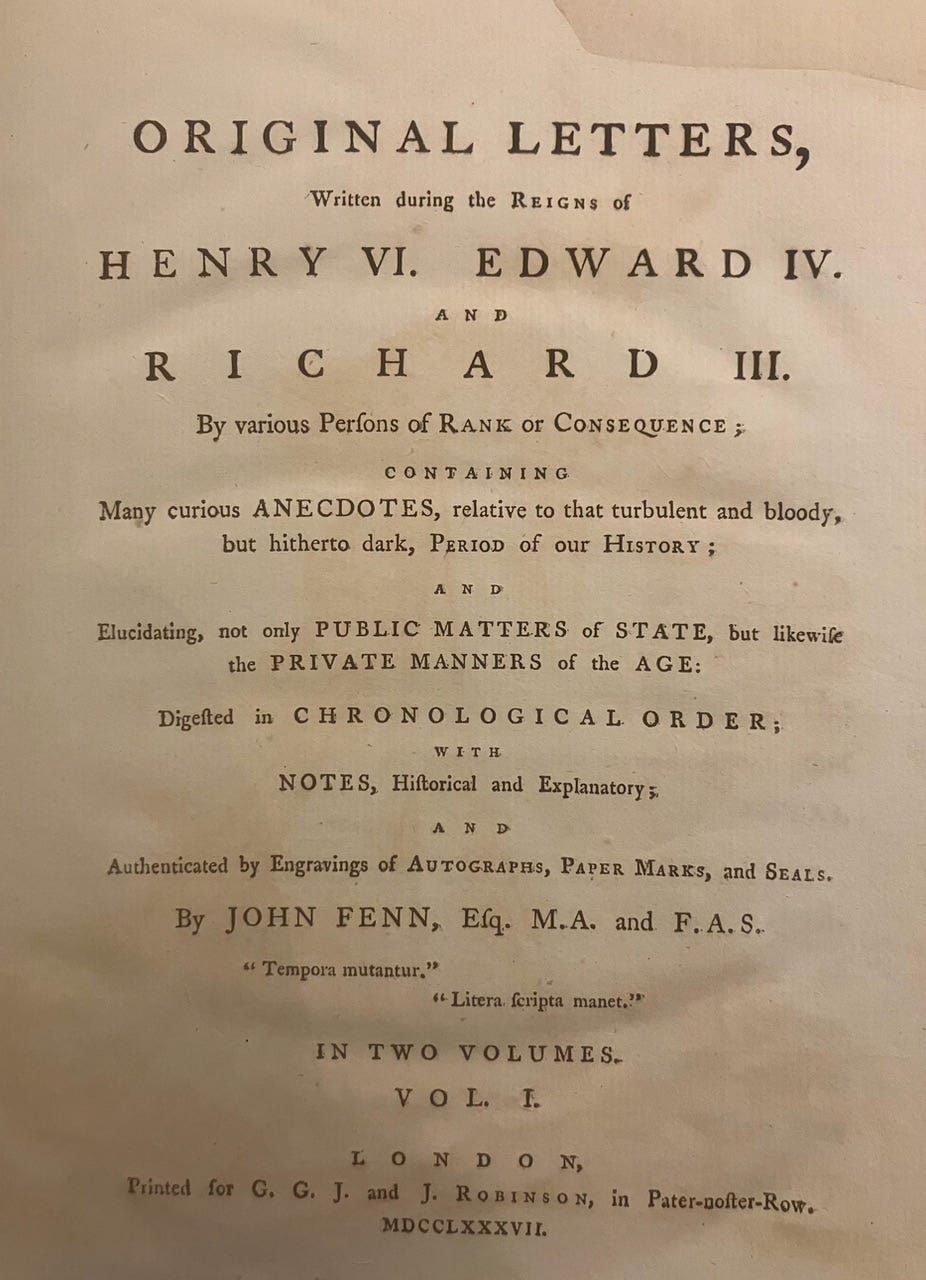 ORIGINAL LETTERS,
Written during the REIGNS of
HENRY VI. EDWARD IV.
AND
RICHARD III.
By various Perſons of RANK or CONSEQUENCE;
CONTAINING
Many curious ANECDOTES, relative to that turbulent and bloody,
but hitherto dark, PERIOD of our HISTORY;
AND
Elucidating, not only PUBLIC MATTERS of STATE, but likewiſe
the PRIVATE MANNERS of the AGE:
Digeſted in CHRONOLOGICAL ORDER;
WITH
NOTES, Hiſtorical and Explanatory;
AND
Authenticated by Engravings of AUTOGRAPHS, PAPER MARKS, and SEALS.
By JOHN FENN, Eſq. M.A. and F.A.S.
“Tempora mutantur.”
“Litera ſcripta manet.”
IN TWO VOLUMES.
VOL. I.
LONDON,
Printed for G. G. J. and J. ROBINSON, in Pater-noſter-Row.
MDCCLXXXVII.